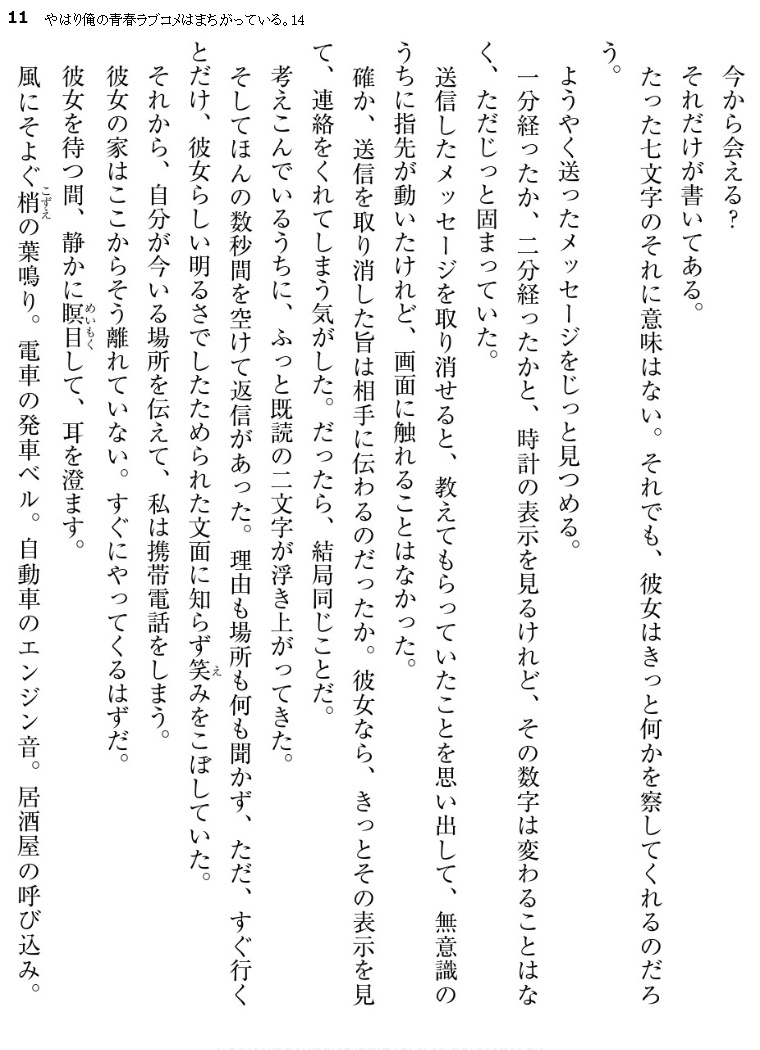 11 やはり俺の青春ラブコメはまちがっている。14
今から会える？
それだけが書いてある。
たった七文字のそれに意味はない。それでも、彼女はきっと何かを察してくれるのだろ
う。
ようやく送ったメッセージをじっと見つめる。
一分経ったか、二分経ったかと、時計の表示を見るけれど、その数字は変わることはな
く、ただじっと固まっていた。
送信したメッセージを取り消せると、教えてもらっていたことを思い出して、無意識の
うちに指先が動いたけれど、画面に触れることはなかった。
確か、送信を取り消した旨は相手に伝わるのだったか。彼女なら、きっとその表示を見
て、連絡をくれてしまう気がした。だったら、結局同じことだ。
考えこんでいるうちに、ふっと既読の二文字が浮き上がってきた。
そしてほんの数秒間を空けて返信があった。理由も場所も何も聞かず、ただ、すぐ行く
とだけ、彼女らしい明るさでしたためられた文面に知らず笑えみをこぼしていた。
それから、自分が今いる場所を伝えて、私は携帯電話をしまう。
彼女の家はここからそう離れていない。すぐにやってくるはずだ。
彼女を待つ間、静かに瞑目めいもくして、耳を澄ます。
風にそよぐ梢こずえの葉鳴り。電車の発車ベル。自動車のエンジン音。居酒屋の呼び込み。